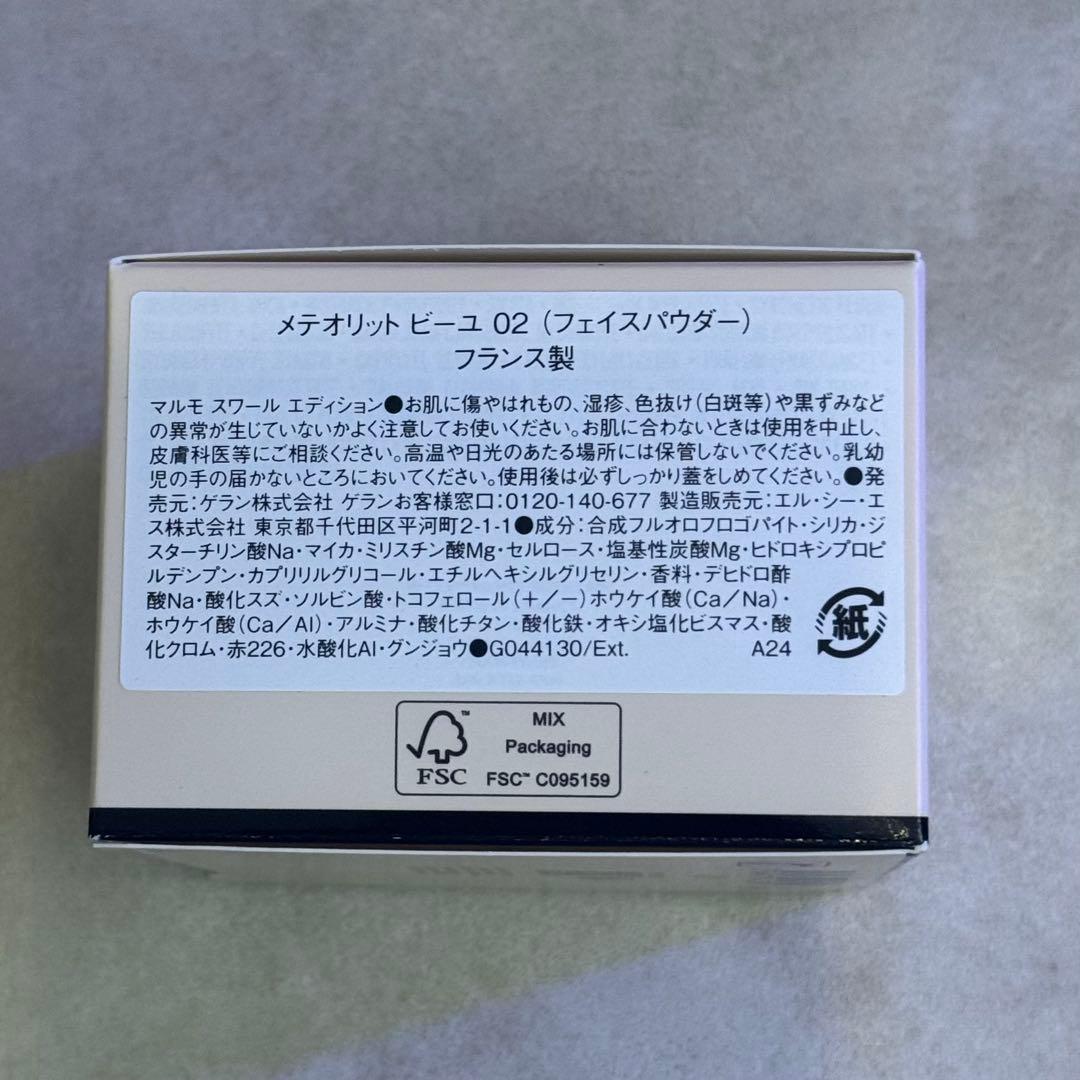 メテオリット ビーユ 02（フェイスパウダー）
フランス製
マルモ スワール エディション●お肌に傷やはれもの、湿疹、色抜け（白斑等）や黒ずみなど
の異常が生じていないかよく注意してお使いください。お肌に合わないときは使用を中止し、
皮膚科医等にご相談ください。高温や日光のあたる場所には保管しないでください。乳幼
児の手の届かないところにおいてください。使用後は必ずしっかり蓋をしめてください。●発
売元：ゲラン株式会社 ゲランお客様窓口：0120-140-677 製造販売元：エル・シー・エ
ス株式会社 東京都千代田区平河町2-1-1●成分：合成フルオロフロゴパイト・シリカ・ジ
スターチリン酸Na・マイカ・ミリスチン酸Mg・セルロース・塩基性炭酸Mg・ヒドロキシプロピ
ルデンプン・カプリリルグリコール・エチルヘキシルグリセリン・香料・デヒドロ酢
酸Na・酸化スズ・ソルビン酸・トコフェロール（＋／－）ホウケイ酸（Ca／Na）・
ホウケイ酸（Ca／Al）・アルミナ・酸化チタン・酸化鉄・オキシ塩化ビスマス・酸
化クロム・赤226・水酸化Al・グンジョウ●G044130/Ext. A24
紙
FSC™
MIX
Packaging
FSC™ C095159